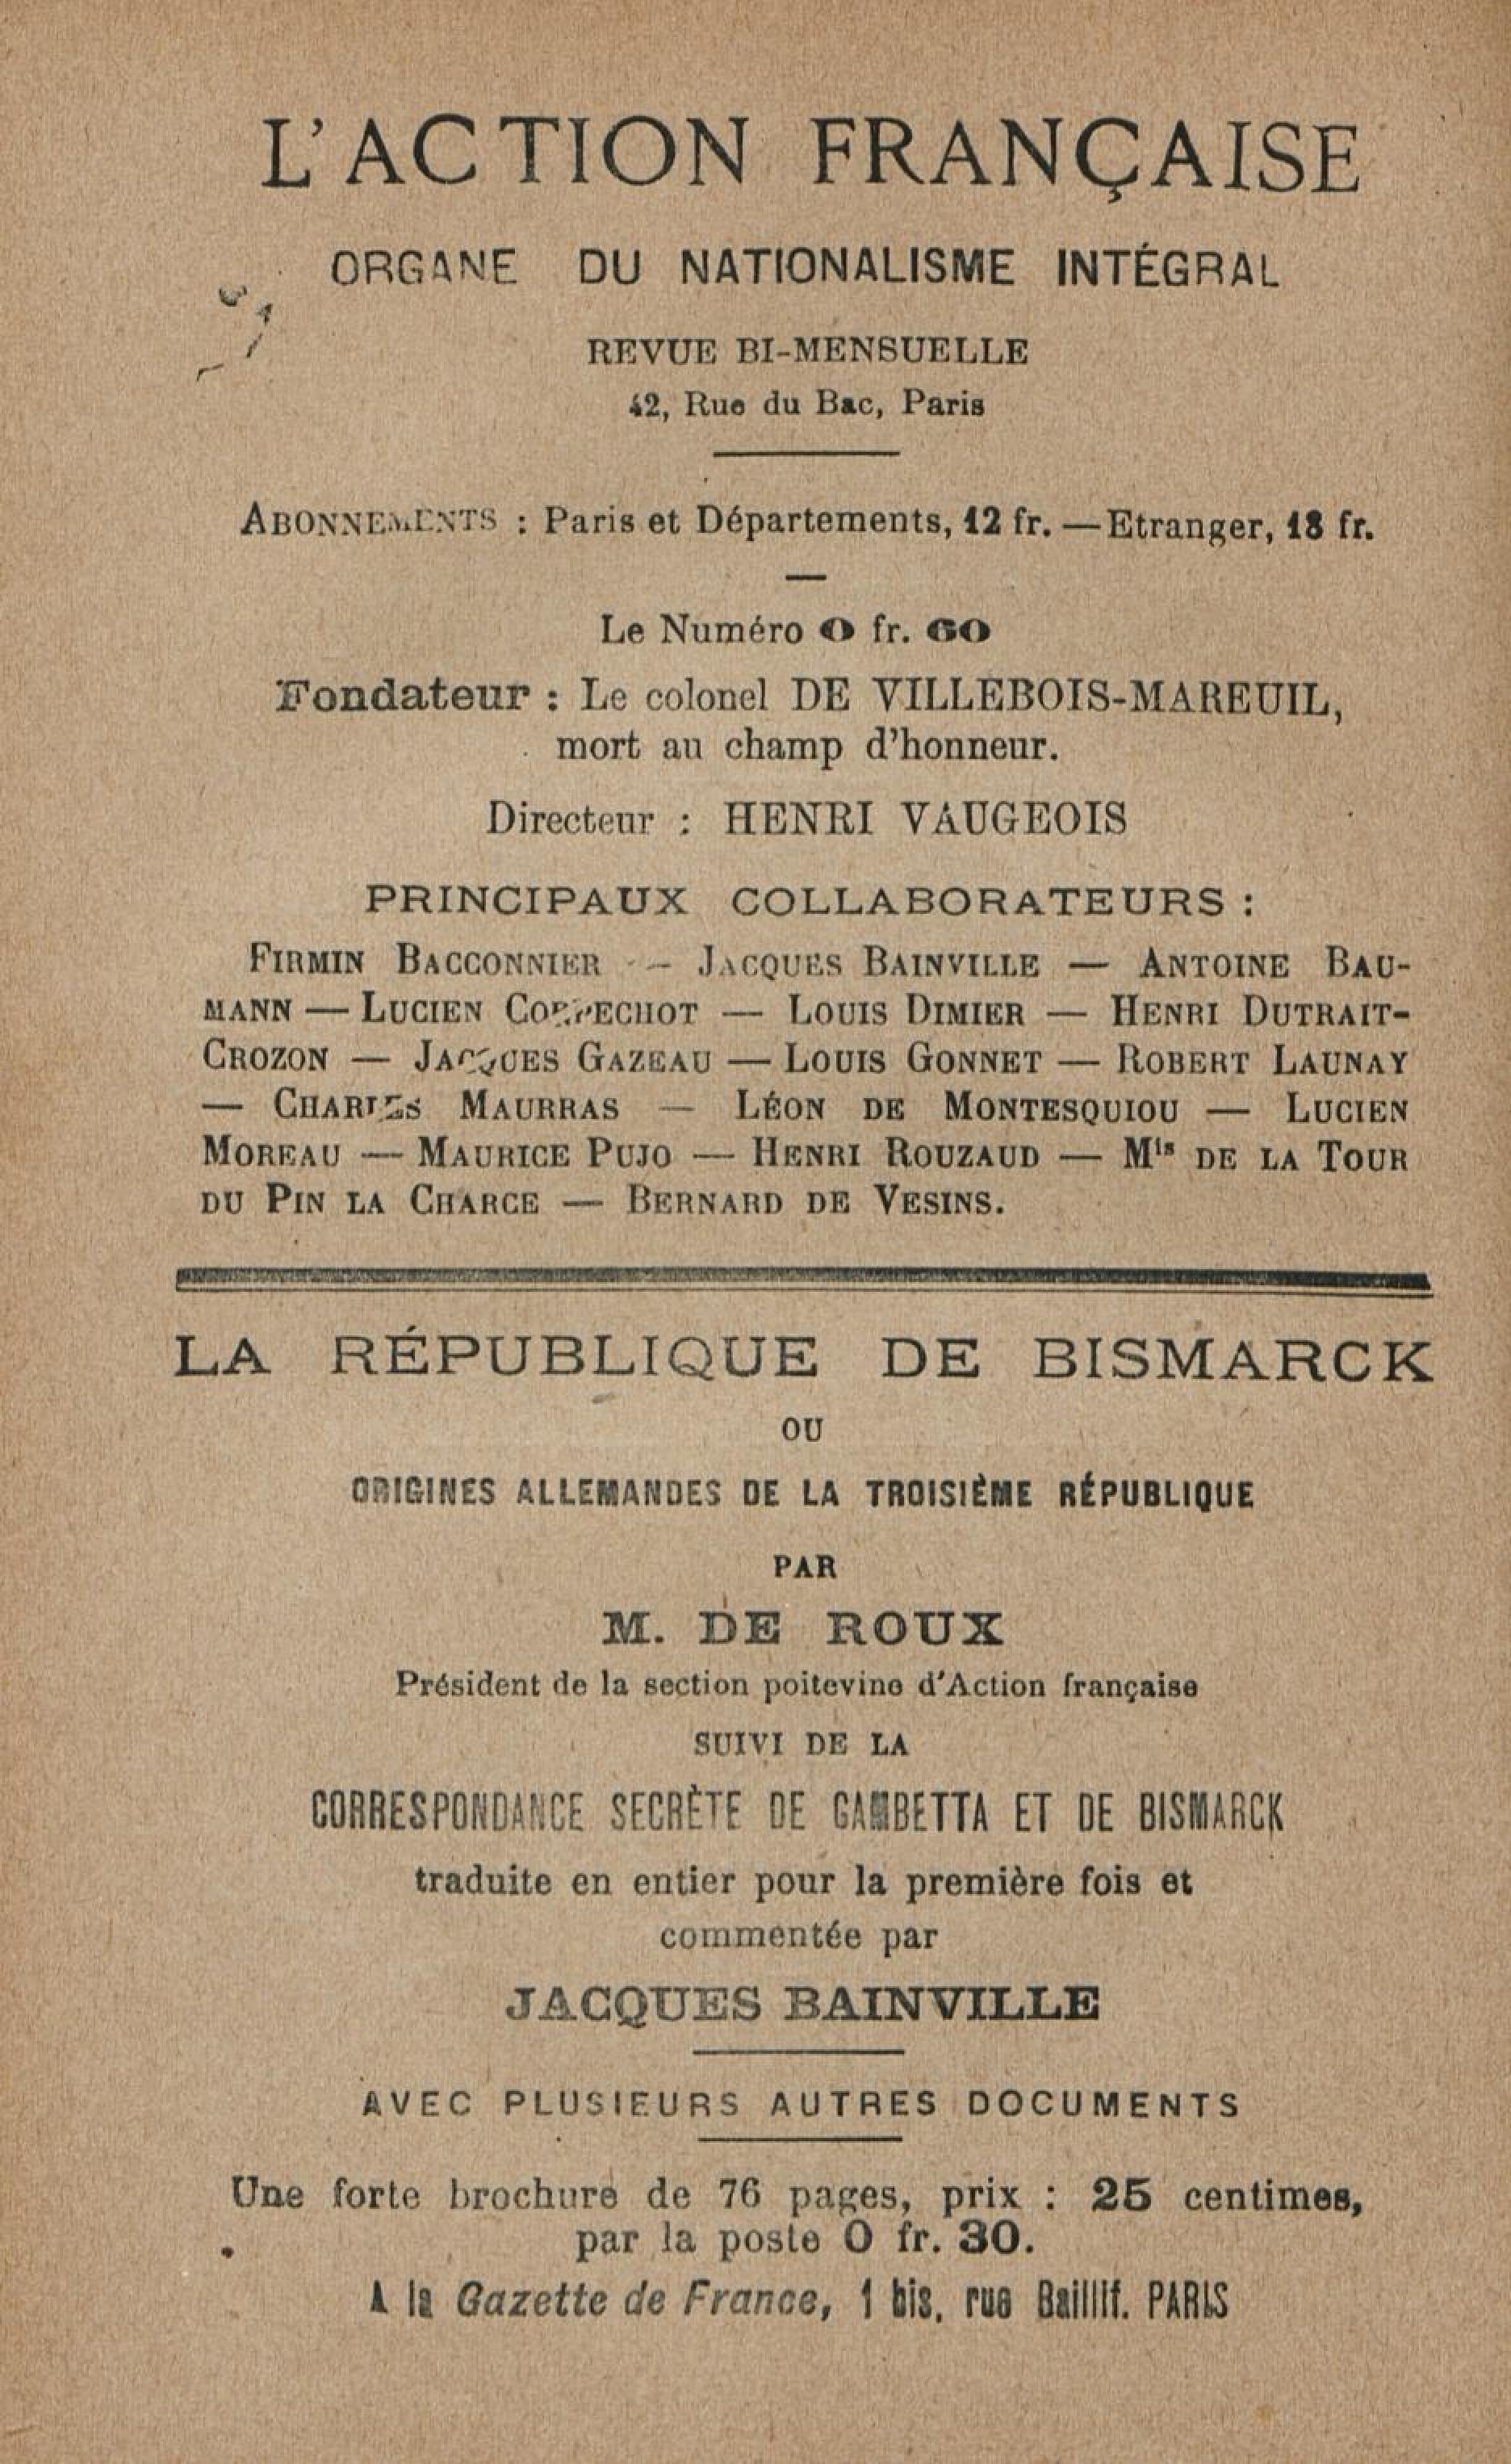 L'ACTION FRANÇAISE
ORGANE DU NATIONALISME INTÉGRAL
REVUE BI-MENSUELLE
42, Rue du Bac, Paris
ABONNEMENTS : Paris et Départements, 12 fr. — Etranger, 18 fr.
Le Numéro 0 fr. 60
Fondateur : Le colonel DE VILLEBOIS-MAREUIL,
mort au champ d'honneur.
Directeur : HENRI VAUGEOIS
PRINCIPAUX COLLABORATEURS :
FIRMIN BACCONNIER — JACQUES BAINVILLE — ANTOINE BAU-
MANN — LUCIEN CORPECHOT — LOUIS DIMIER — HENRI DUTRAIT-
CROZON — JACQUES GAZEAU — LOUIS GONNET — ROBERT LAUNAY
— CHARLES MAURRAS — LÉON DE MONTESQUIOU — LUCIEN
MOREAU — MAURICE PUJO — HENRI ROUZAUD — Mis DE LA TOUR
DU PIN LA CHARCE — BERNARD DE VESINS.
LA RÉPUBLIQUE DE BISMARCK
OU
ORIGINES ALLEMANDES DE LA TROISIÈME RÉPUBLIQUE
PAR
M. DE ROUX
Président de la section poitevine d'Action française
SUIVI DE LA
CORRESPONDANCE SECRÈTE DE GAMBETTA ET DE BISMARCK
traduite en entier pour la première fois et
commentée par
JACQUES BAINVILLE
AVEC PLUSIEURS AUTRES DOCUMENTS
Une forte brochure de 76 pages, prix : 25 centimes,
par la poste 0 fr. 30.
A la Gazette de France, 1 bis, rue Baillif. PARIS